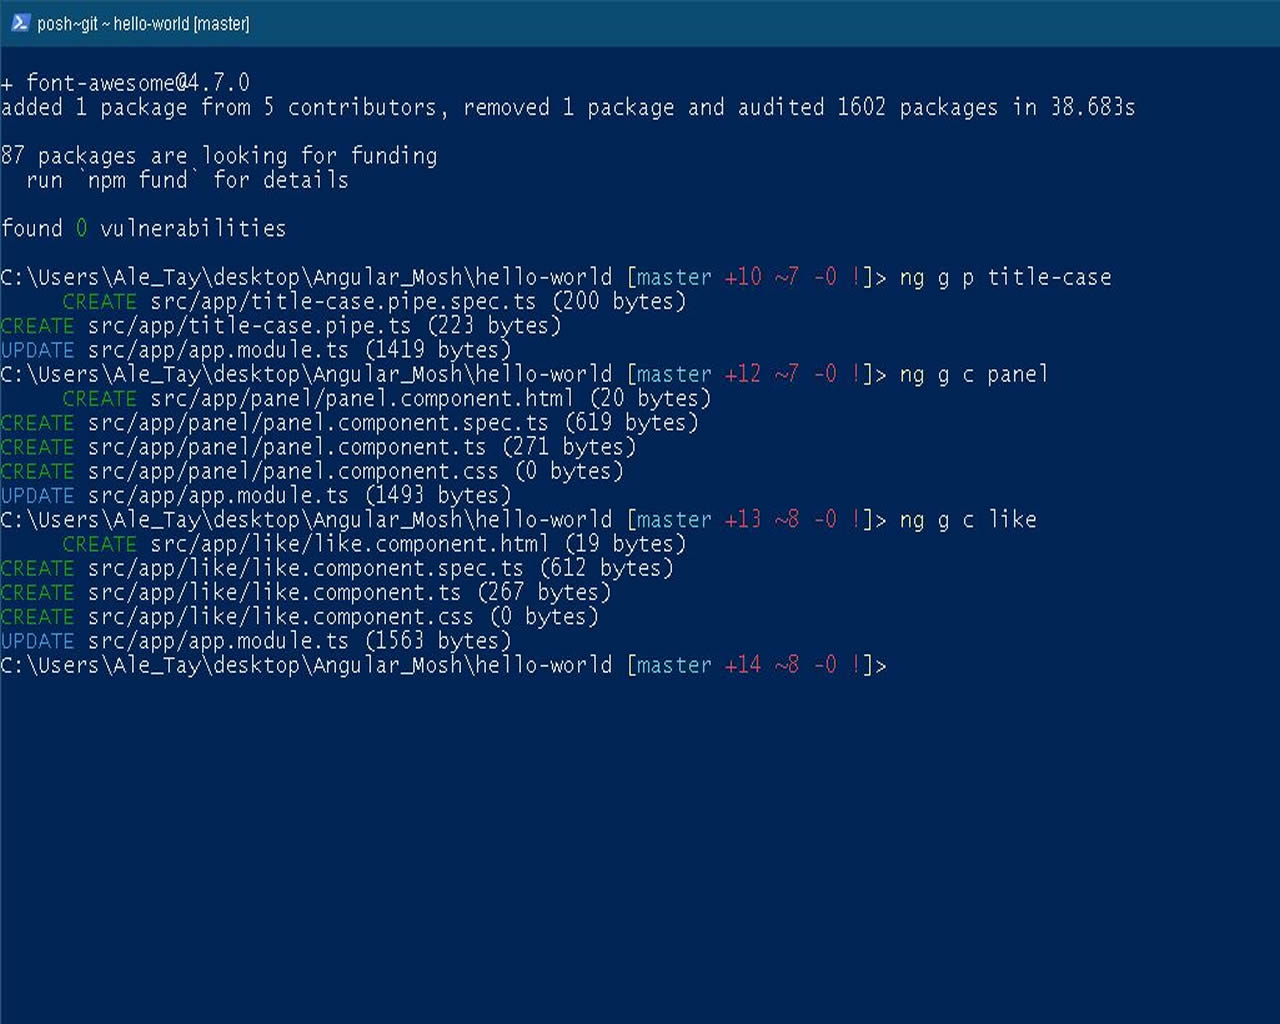 posh~git ~ hello-world [master]
+ font-awesome@4.7.0
added 1 package from 5 contributors, removed 1 package and audited 1602 packages in 38.683s
87 packages are looking for funding
run `npm fund` for details
found 0 vulnerabilities
C:\Users\Ale_Tay\desktop\Angular_Mosh\hello-world [master +10 ~7 -0 !]> ng g p title-case
CREATE src/app/title-case.pipe.spec.ts (200 bytes)
CREATE src/app/title-case.pipe.ts (223 bytes)
UPDATE src/app/app.module.ts (1419 bytes)
C:\Users\Ale_Tay\desktop\Angular_Mosh\hello-world [master +12 ~7 -0 !]> ng g c panel
CREATE src/app/panel/panel.component.html (20 bytes)
CREATE src/app/panel/panel.component.spec.ts (619 bytes)
CREATE src/app/panel/panel.component.ts (271 bytes)
CREATE src/app/panel/panel.component.css (0 bytes)
UPDATE src/app/app.module.ts (1493 bytes)
C:\Users\Ale_Tay\desktop\Angular_Mosh\hello-world [master +13 ~8 -0 !]> ng g c like
CREATE src/app/like/like.component.html (19 bytes)
CREATE src/app/like/like.component.spec.ts (612 bytes)
CREATE src/app/like/like.component.ts (267 bytes)
CREATE src/app/like/like.component.css (0 bytes)
UPDATE src/app/app.module.ts (1563 bytes)
C:\Users\Ale_Tay\desktop\Angular_Mosh\hello-world [master +14 ~8 -0 !]>